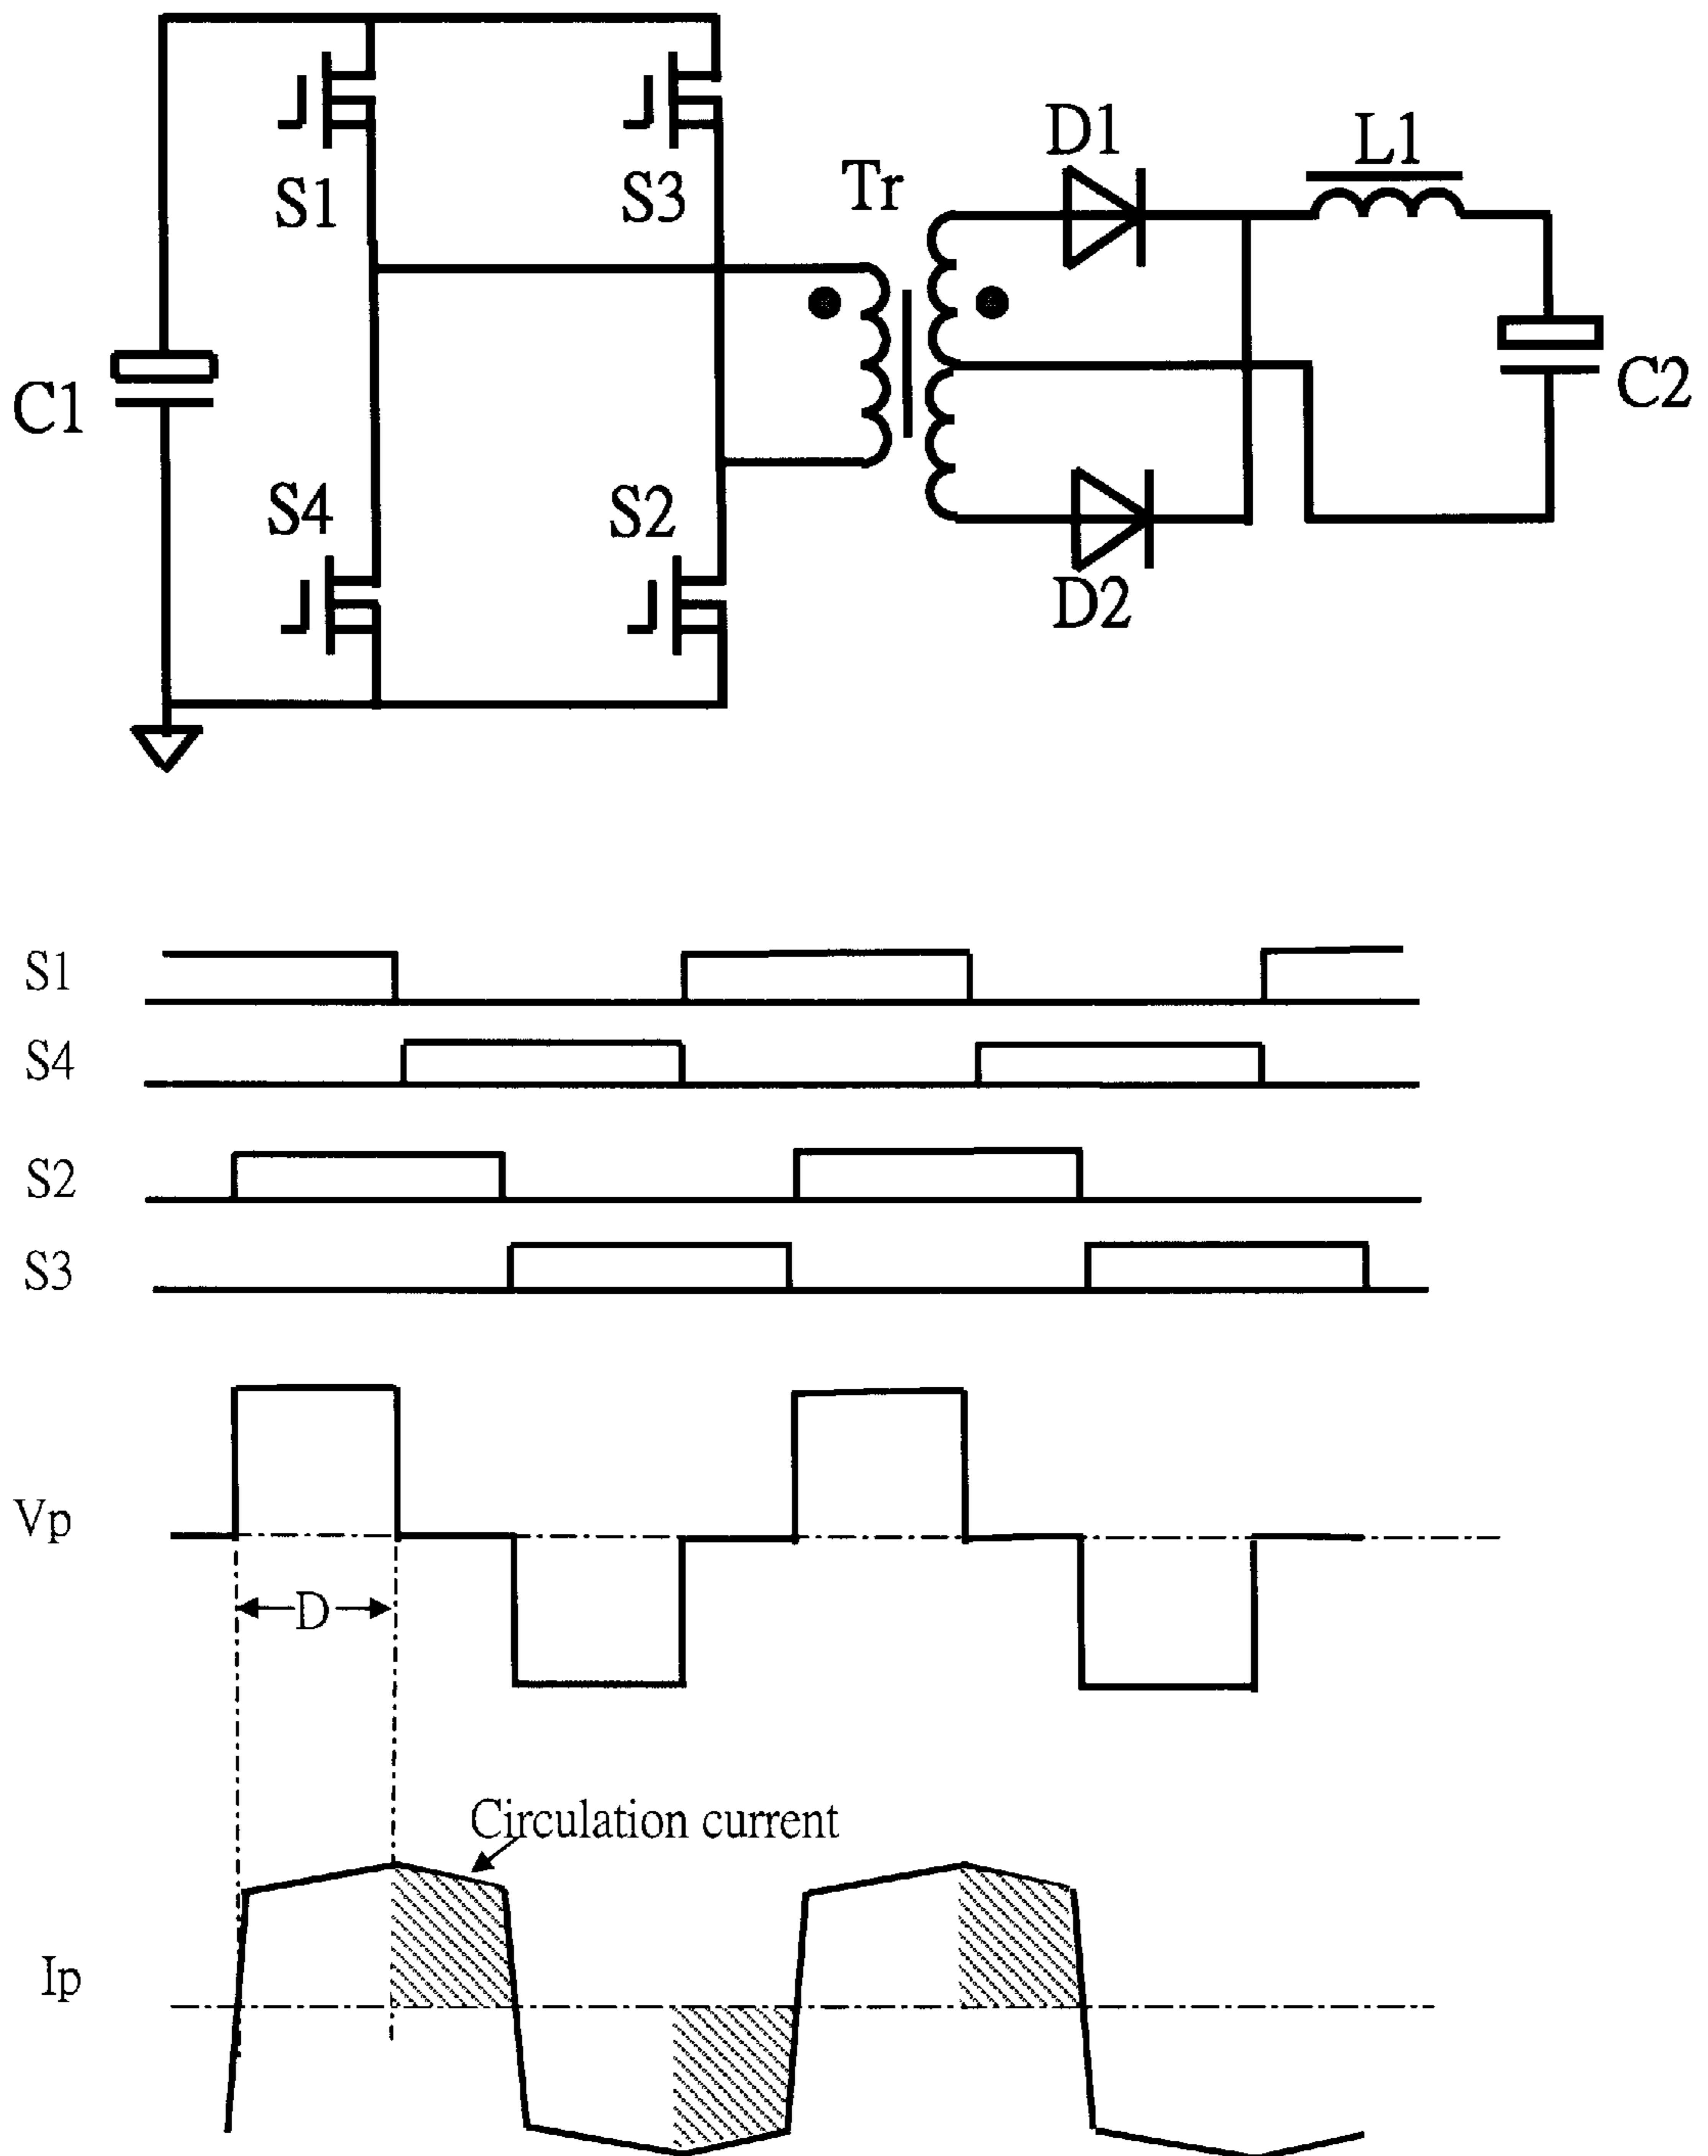 D1
L1
Tr
S1
S3
C1
C2
S4
S2
D2
S1
S4
S2
S3
Vp
D
Circulation current
Ip